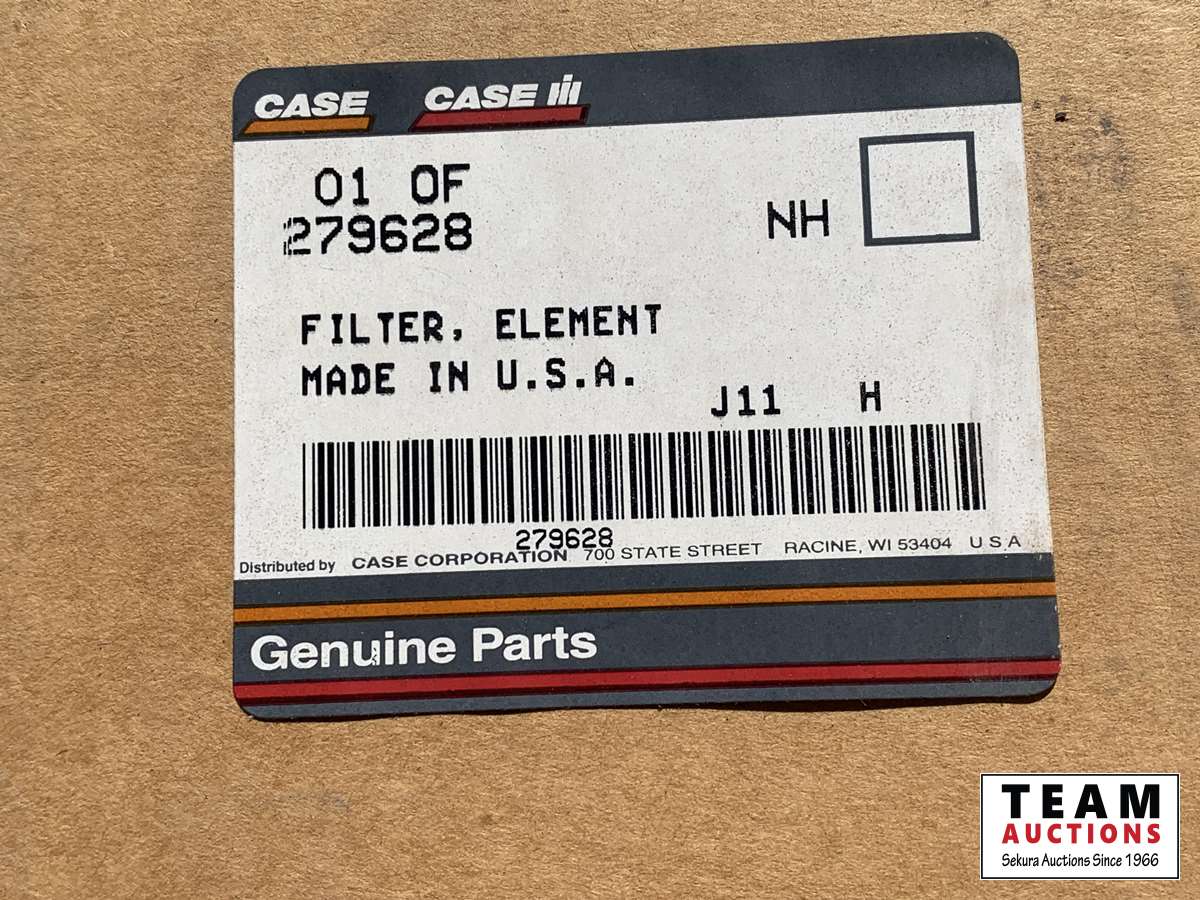 CASE CASE IH
01 OF
279628
NH
FILTER, ELEMENT
MADE IN U.S.A.
J11 H
279628
Distributed by CASE CORPORATION 700 STATE STREET RACINE, WI 53404 U S A
Genuine Parts
TEAM
AUCTIONS
Sekura Auctions Since 1966